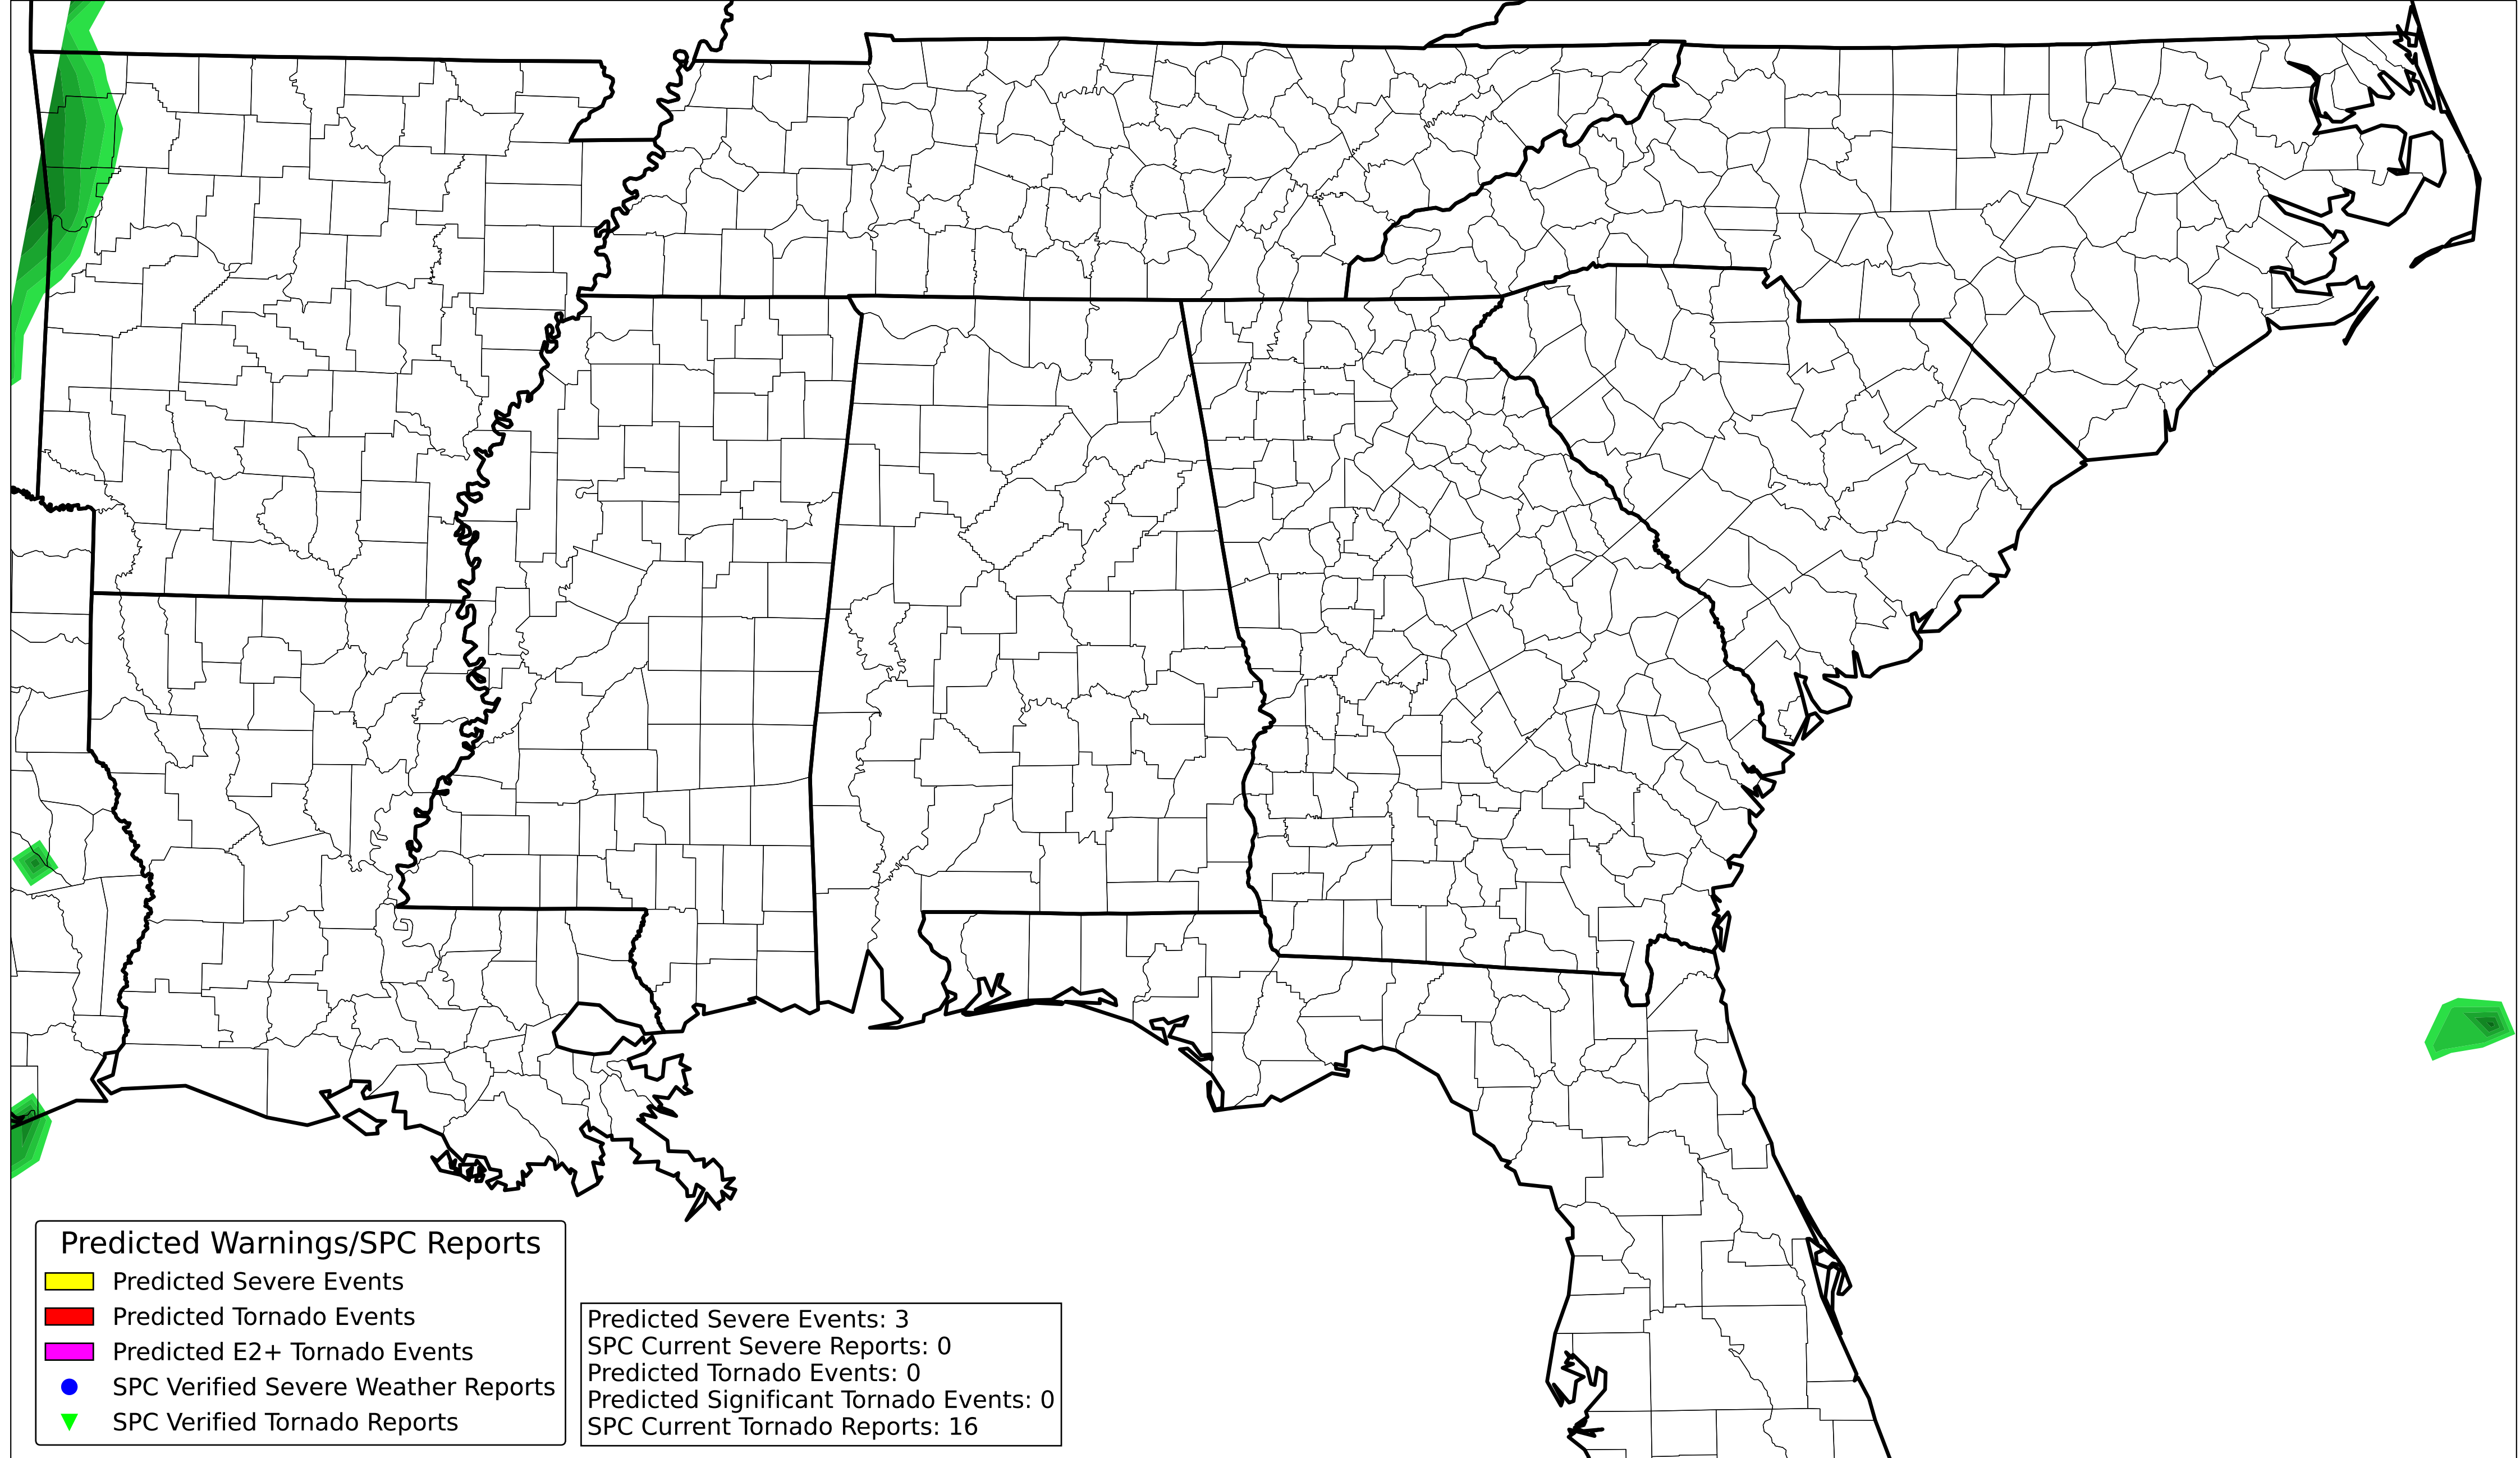 Predicted Warnings/SPC Reports
Predicted Severe Events
Predicted Tornado Events
Predicted E2+ Tornado Events
SPC Verified Severe Weather Reports
SPC Verified Tornado Reports
Predicted Severe Events: 3
SPC Current Severe Reports: 0
Predicted Tornado Events: 0
Predicted Significant Tornado Events: 0
SPC Current Tornado Reports: 16